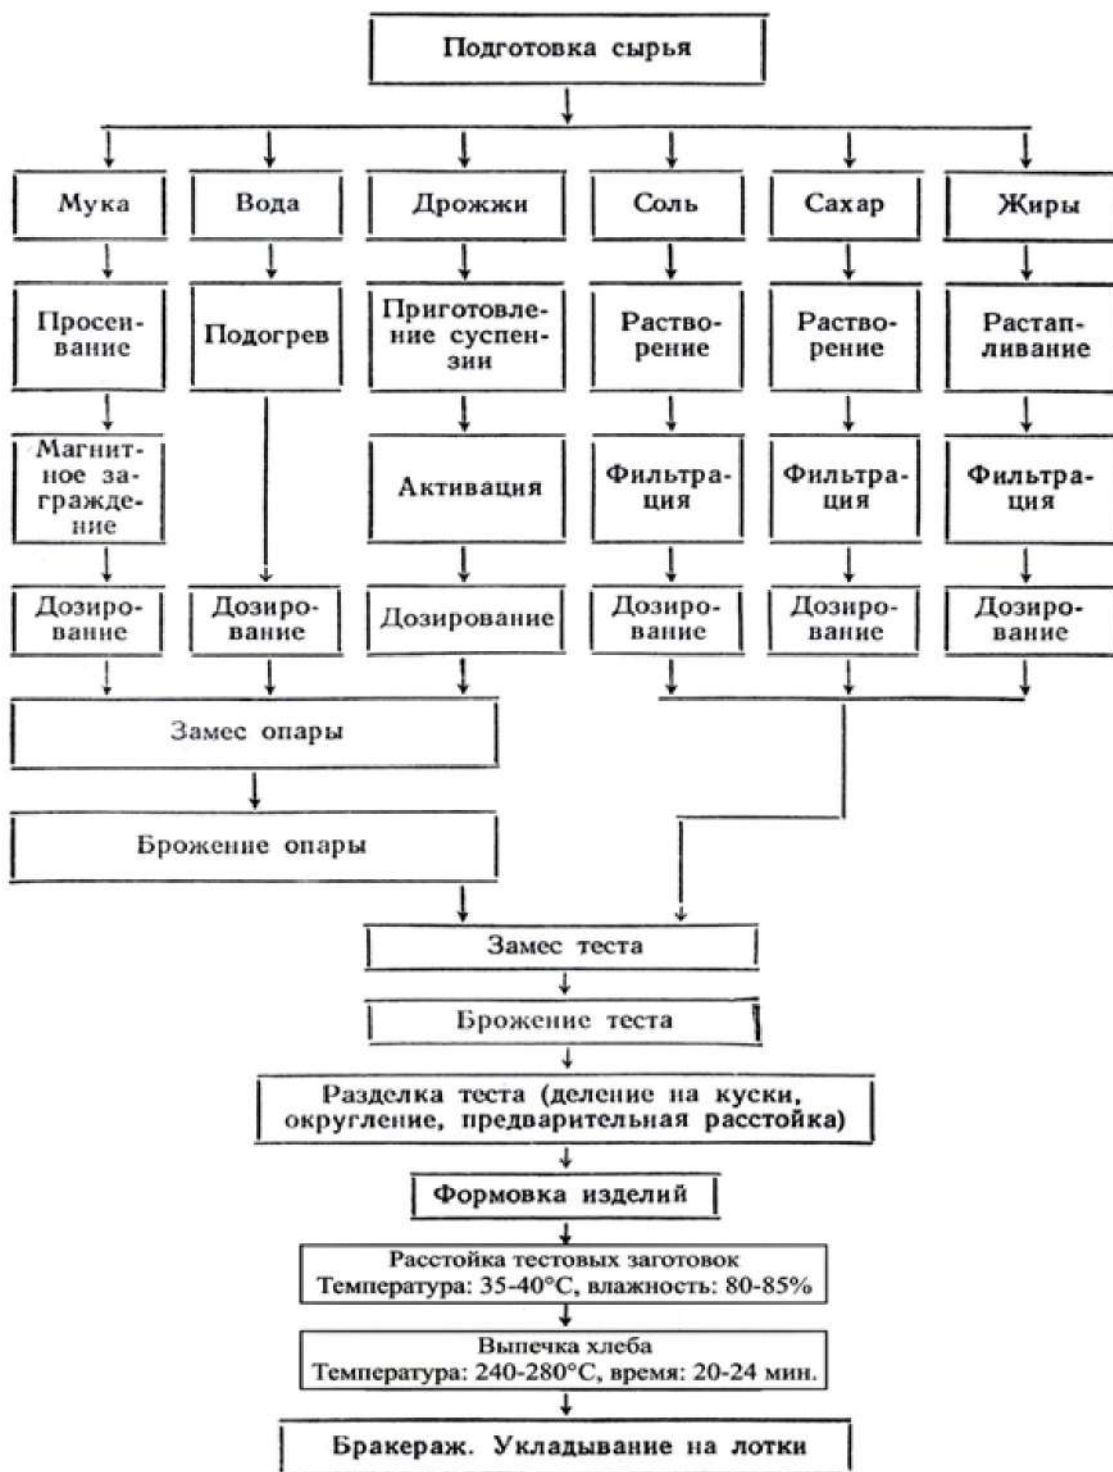 Подготовка сырья
Мука
Вода
Дрожжи
Соль
Сахар
Жиры
Просеи-
вание
Подогрев
Приготовле-
ние суспен-
зии
Раство-
рение
Раство-
рение
Растап-
ливание
Магнит-
ное за-
гражде-
ние
Активация
Фильтра-
ция
Фильтра-
ция
Фильтра-
ция
Дозиро-
вание
Дозиро-
вание
Дозирование
Дозиро-
вание
Дозиро-
вание
Дозиро-
вание
Замес опары
Брожение опары
Замес теста
Брожение теста
Разделка теста (деление на куски,
округление, предварительная расстойка)
Формовка изделий
Расстойка тестовых заготовок
Температура: 35-40°C, влажность: 80-85%
Выпечка хлеба
Температура: 240-280°C, время: 20-24 мин.
Бракераж. Укладывание на лотки